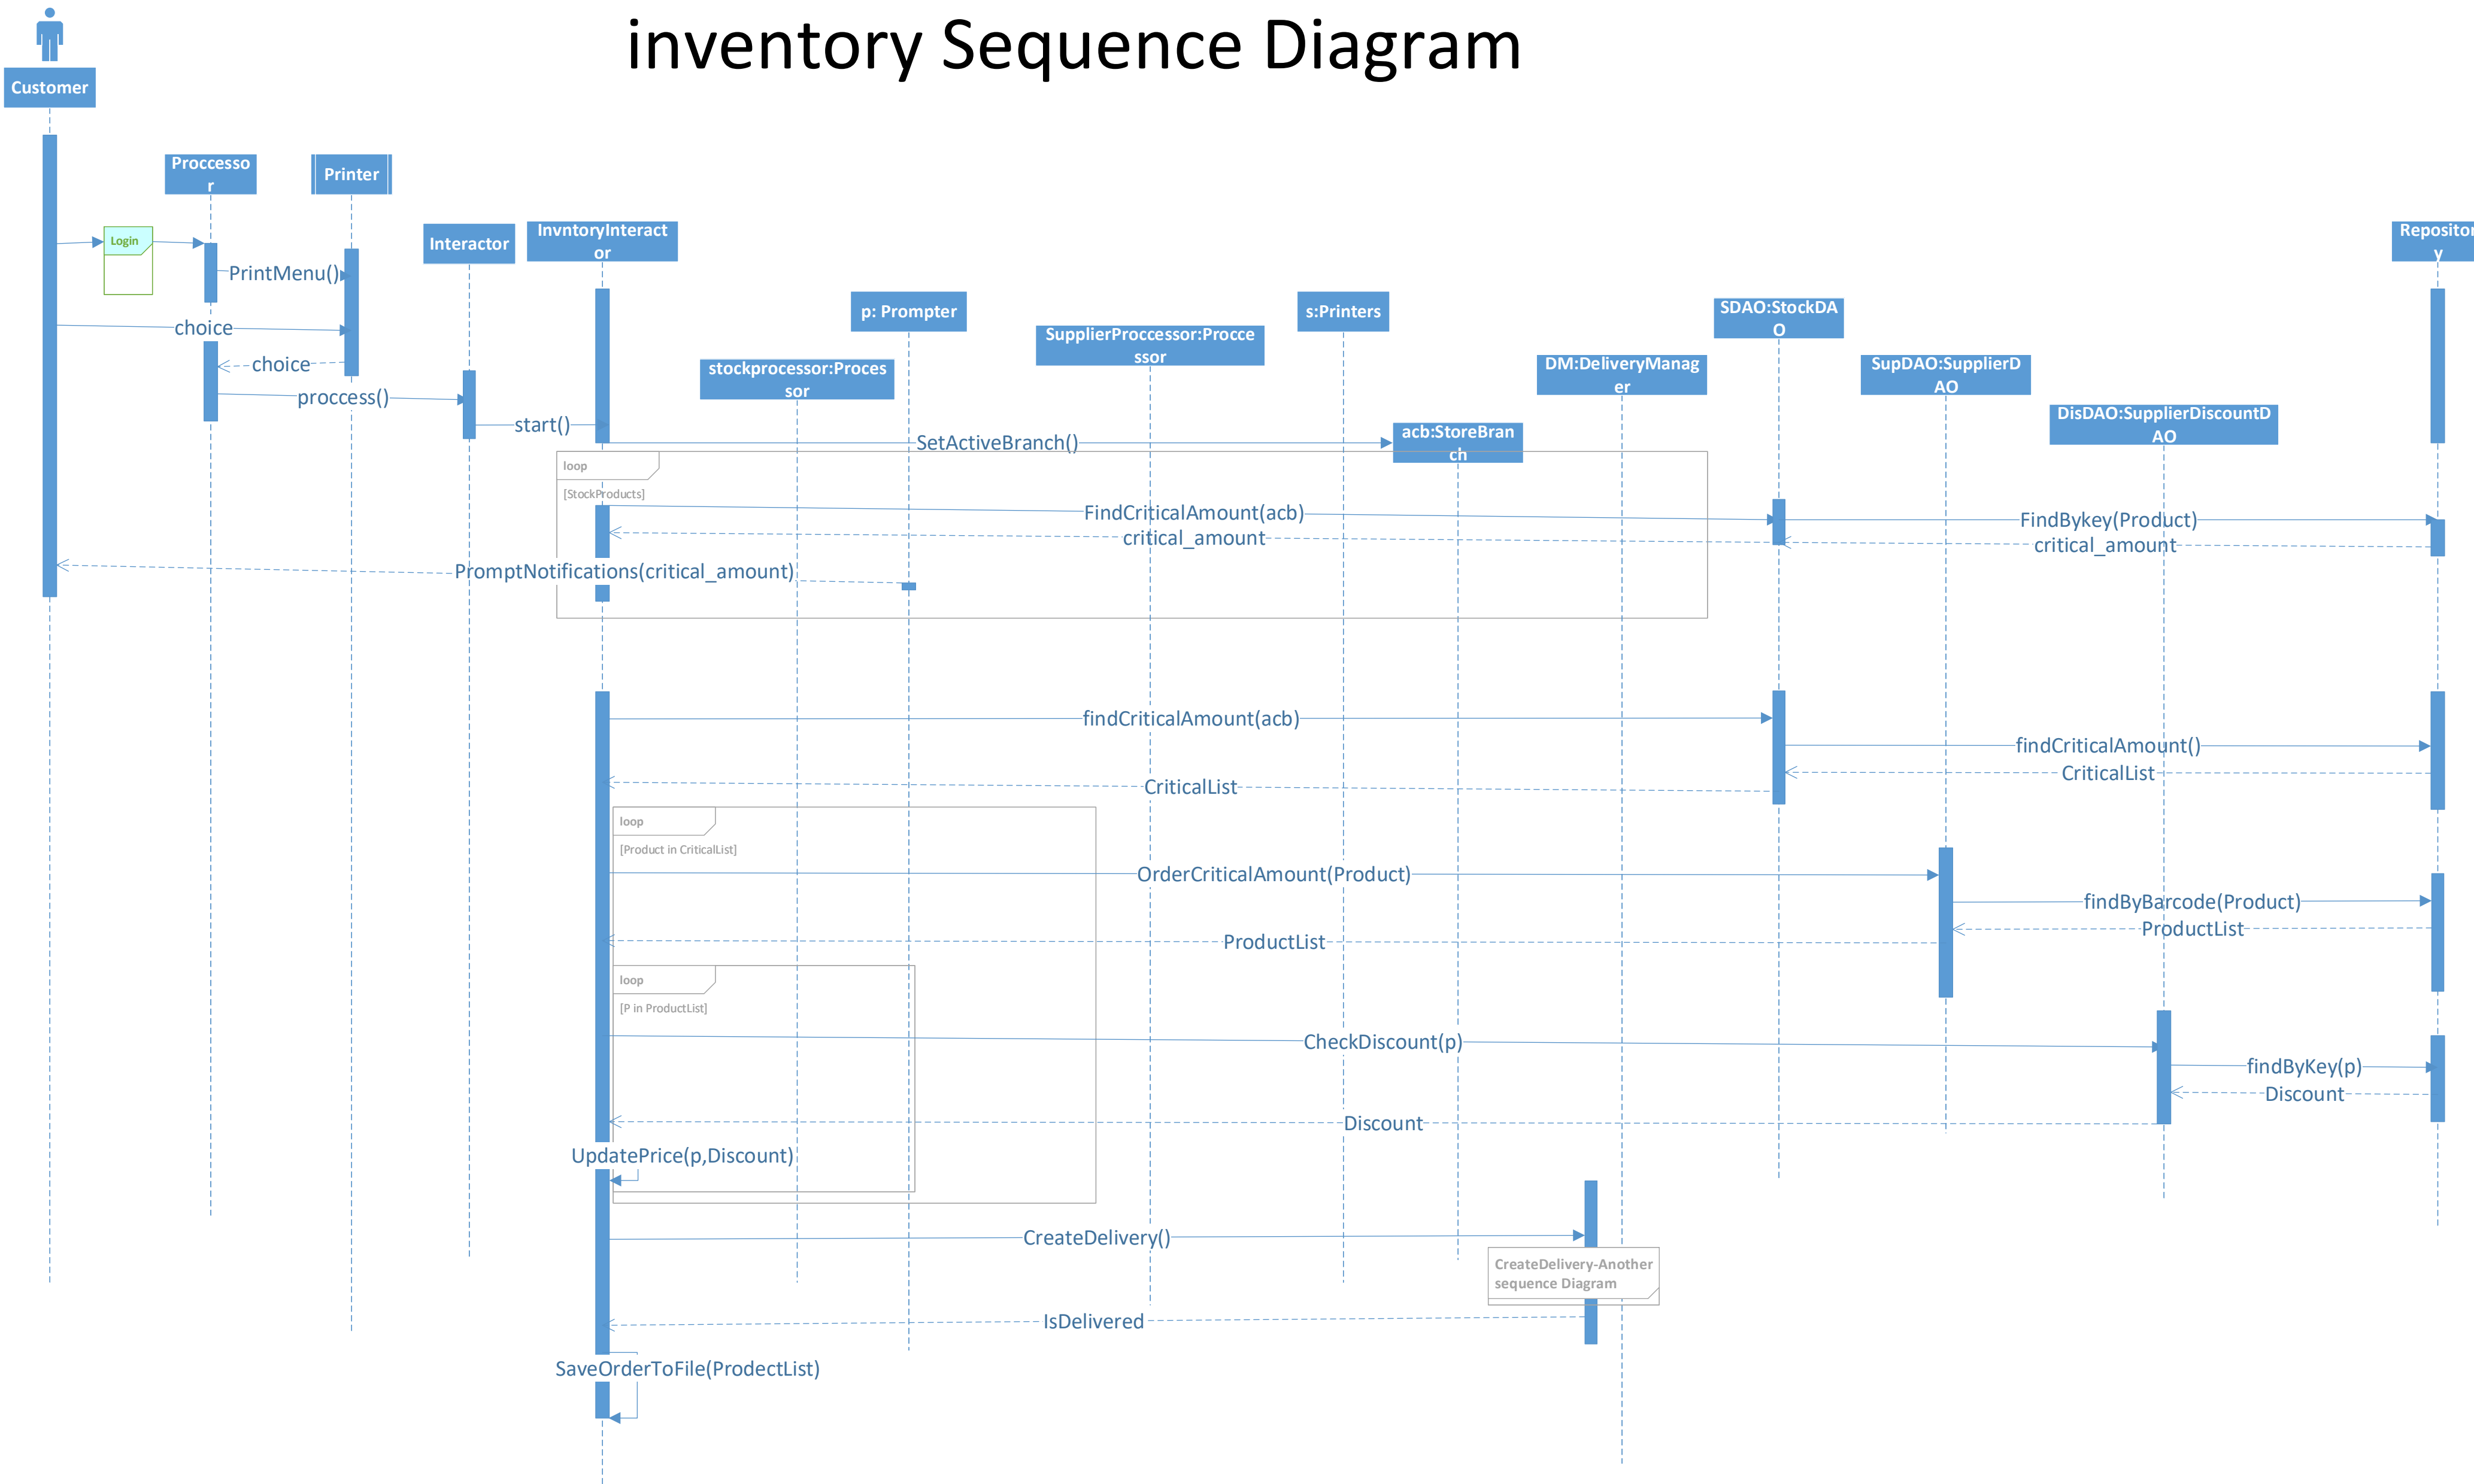 inventory Sequence Diagram
Customer
Proccesso
r
Printer
Login
PrintMenu()
choice
choice
proccess()
Interactor
InvntoryInteract
or
start()
stockprocessor:Proces
sor
p: Prompter
SupplierProccessor:Procce
ssor
s:Printers
acb:StoreBran
ch
DM:DeliveryManag
er
SDAO:StockDA
O
SupDAO:SupplierD
AO
DisDAO:SupplierDiscountD
AO
Repositor
y
SetActiveBranch()
loop
[StockProducts]
FindCriticalAmount(acb)
FindBykey(Product)
critical_amount
critical_amount
PromptNotifications(critical_amount)
findCriticalAmount(acb)
findCriticalAmount()
CriticalList
CriticalList
loop
[Product in CriticalList]
OrderCriticalAmount(Product)
findByBarcode(Product)
ProductList
ProductList
loop
[P in ProductList]
CheckDiscount(p)
findByKey(p)
Discount
Discount
UpdatePrice(p,Discount)
CreateDelivery()
CreateDelivery-Another
sequence Diagram
IsDelivered
SaveOrderToFile(ProdectList)